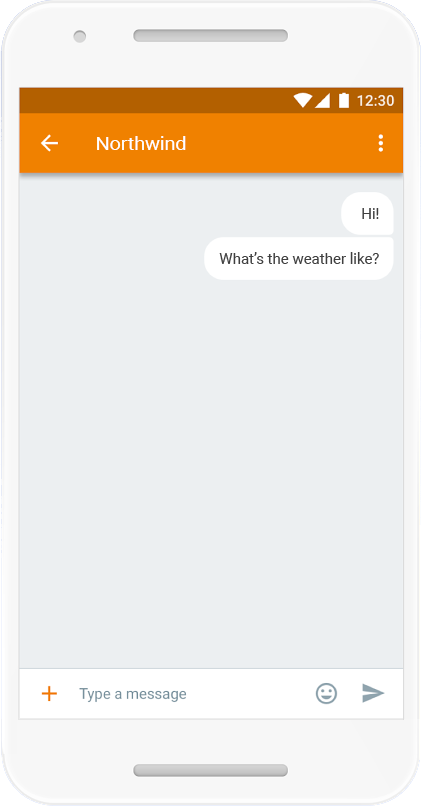 12:30
Northwind
Hi!
What's the weather like?
Type a message